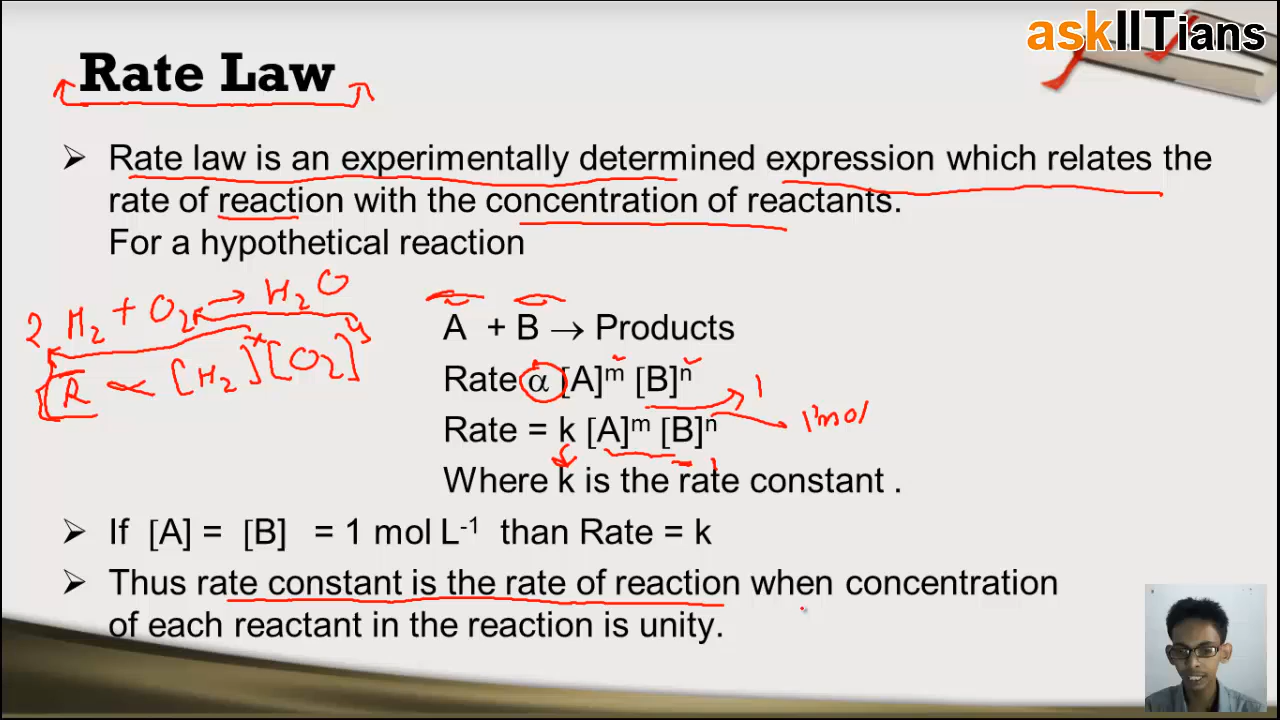 askIITians
Rate Law
➢ Rate law is an experimentally determined expression which relates the
rate of reaction with the concentration of reactants.
For a hypothetical reaction
2 H₂ + O₂ → H₂O
R ∝ [H₂]ˣ [O₂]ʸ
A + B → Products
Rate α [A]ᵐ [B]ⁿ
1
Rate = k [A]ᵐ [B]ⁿ
1 mol
Where k is the rate constant .
➢ If [A] = [B] = 1 mol L⁻¹ than Rate = k
➢ Thus rate constant is the rate of reaction when concentration
of each reactant in the reaction is unity.